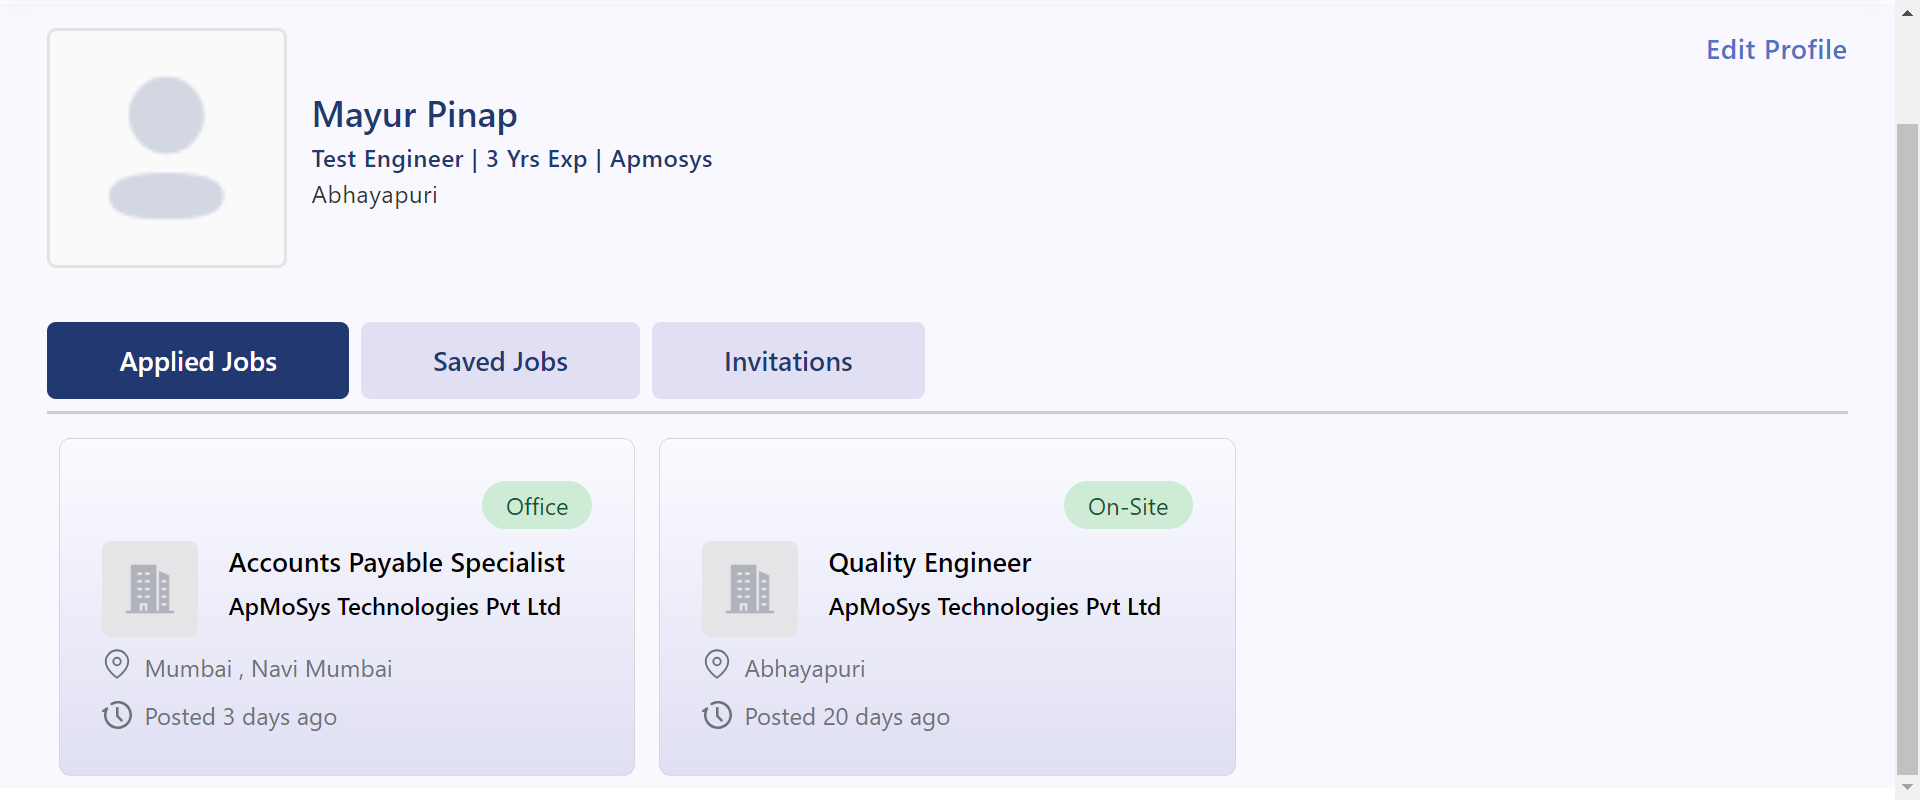 Edit Profile
Mayur Pinap
Test Engineer | 3 Yrs Exp | Apmosys
Abhayapuri
Applied Jobs
Saved Jobs
Invitations
Office
Accounts Payable Specialist
ApMoSys Technologies Pvt Ltd
Mumbai , Navi Mumbai
Posted 3 days ago
On-Site
Quality Engineer
ApMoSys Technologies Pvt Ltd
Abhayapuri
Posted 20 days ago